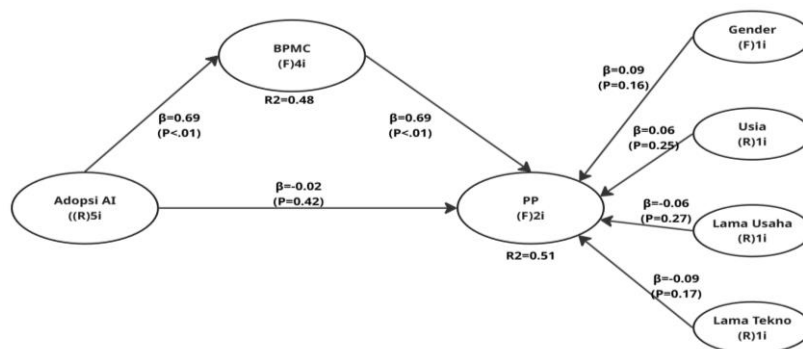 BPMC
(F)4i
R2=0.48
Gender
(F)1i
β=0.09
(P=0.16)
β=0.69
(P<.01)
β=0.69
(P<.01)
β=0.06
(P=0.25)
Usia
(R)1i
Adopsi AI
((R)5i
β=-0.02
(P=0.42)
PP
(F)2i
R2=0.51
β=-0.06
(P=0.27)
Lama Usaha
(R)1i
β=-0.09
(P=0.17)
Lama Tekno
(R)1i